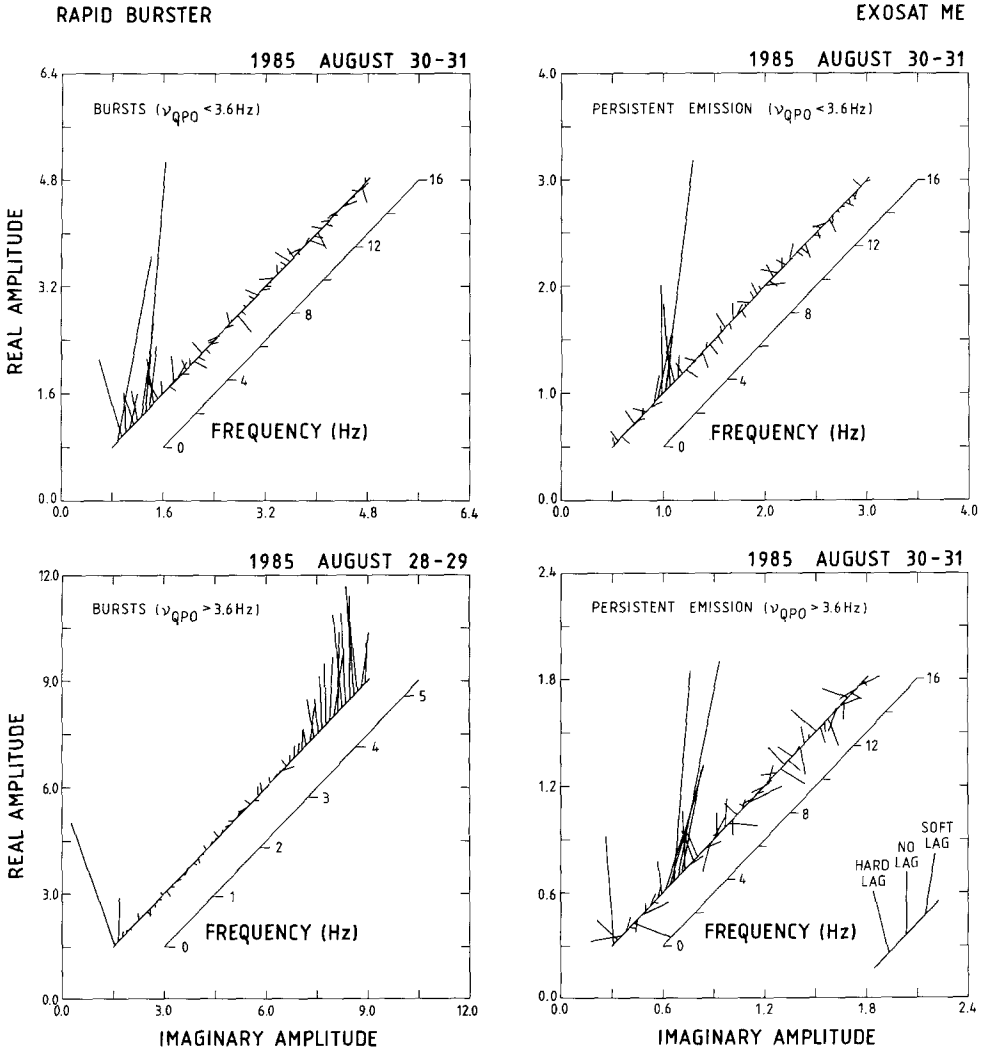 RAPID BURSTER
EXOSAT ME
1985 AUGUST 30-31
BURSTS (νQPO <3.6Hz)
REAL AMPLITUDE
6.4
4.8
3.2
1.6
0.0
0.0 1.6 3.2 4.8 6.4
0 4 8 12 16
FREQUENCY (Hz)
1985 AUGUST 30-31
PERSISTENT EMISSION (νQPO <3.6Hz)
4.0
3.0
2.0
1.0
0.0
0.0 1.0 2.0 3.0 4.0
0 4 8 12 16
FREQUENCY (Hz)
1985 AUGUST 28-29
BURSTS (νQPO >3.6Hz)
REAL AMPLITUDE
12.0
9.0
6.0
3.0
0.0
0.0 3.0 6.0 9.0 12.0
0 1 2 3 4 5
FREQUENCY (Hz)
IMAGINARY AMPLITUDE
1985 AUGUST 30-31
PERSISTENT EMISSION (νQPO >3.6Hz)
2.4
1.8
1.2
0.6
0.0
0.0 0.6 1.2 1.8 2.4
0 4 8 12 16
FREQUENCY (Hz)
HARD LAG
NO LAG
SOFT LAG
IMAGINARY AMPLITUDE